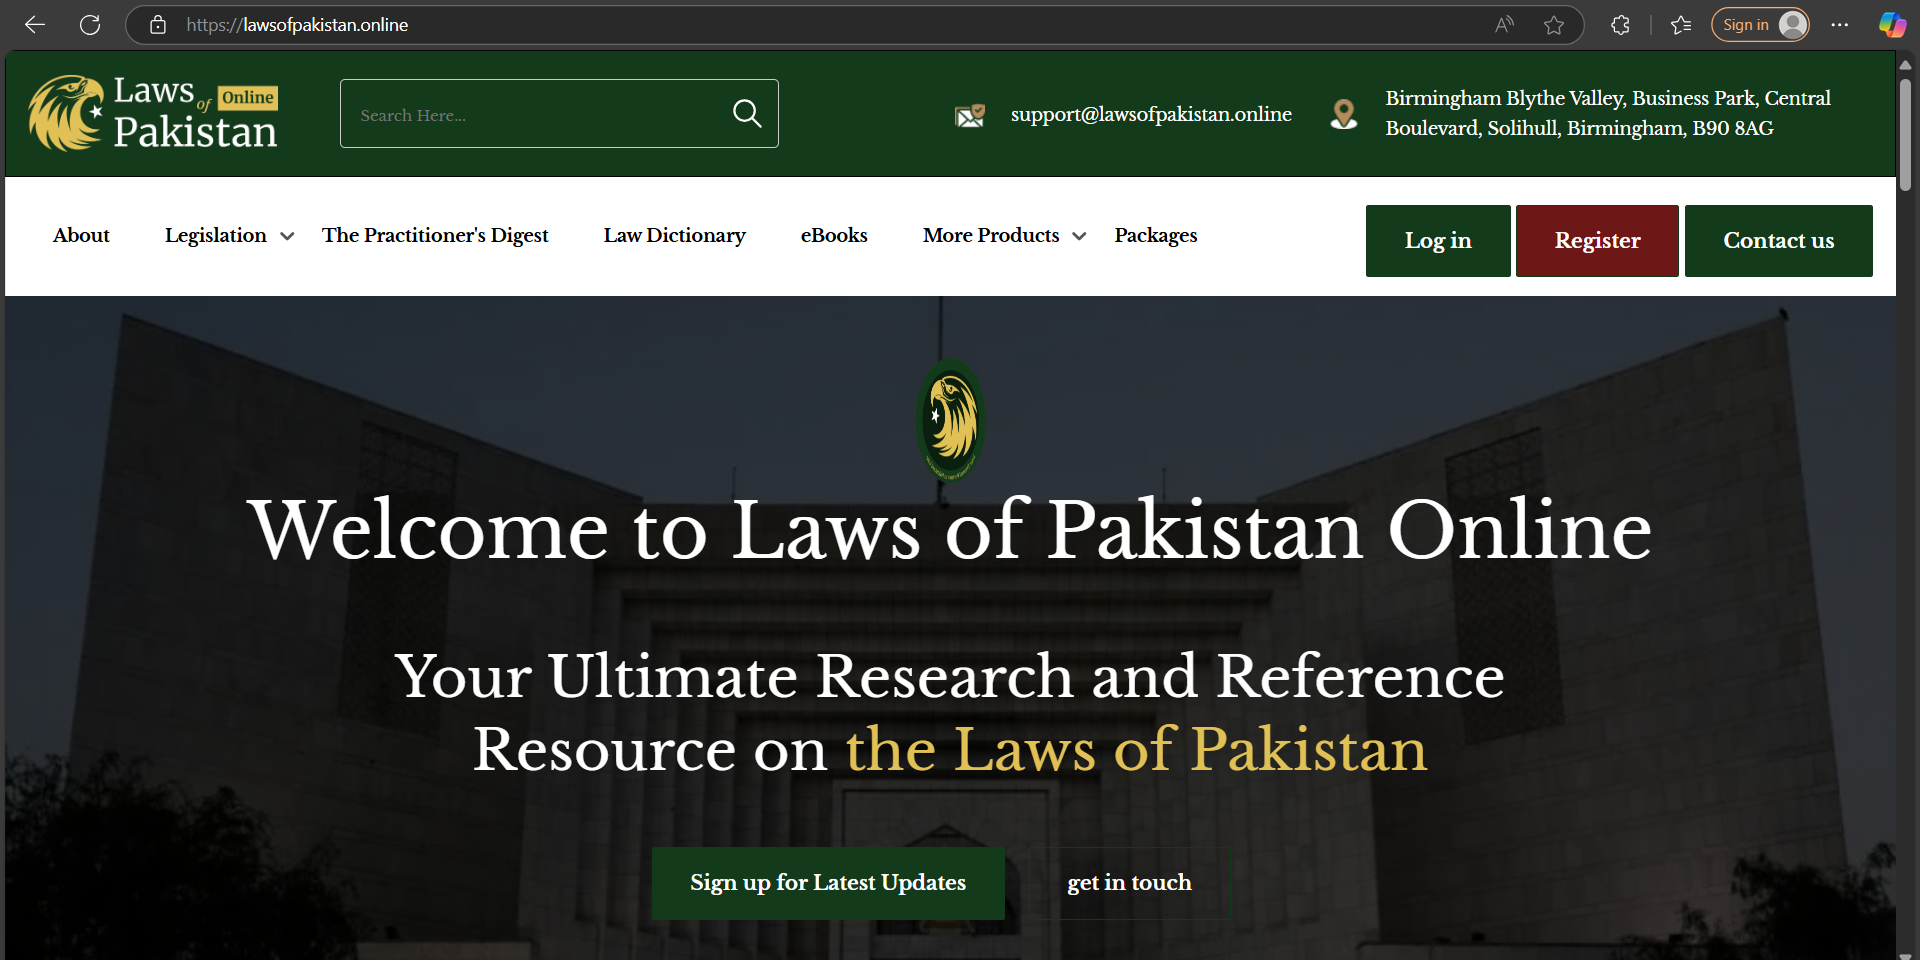 https://lawsofpakistan.online
Sign in
Laws of Online
Pakistan
Search Here...
support@lawsofpakistan.online
Birmingham Blythe Valley, Business Park, Central
Boulevard, Solihull, Birmingham, B90 8AG
About
Legislation
The Practitioner's Digest
Law Dictionary
eBooks
More Products
Packages
Log in
Register
Contact us
Welcome to Laws of Pakistan Online
Your Ultimate Research and Reference
Resource on the Laws of Pakistan
Sign up for Latest Updates
get in touch